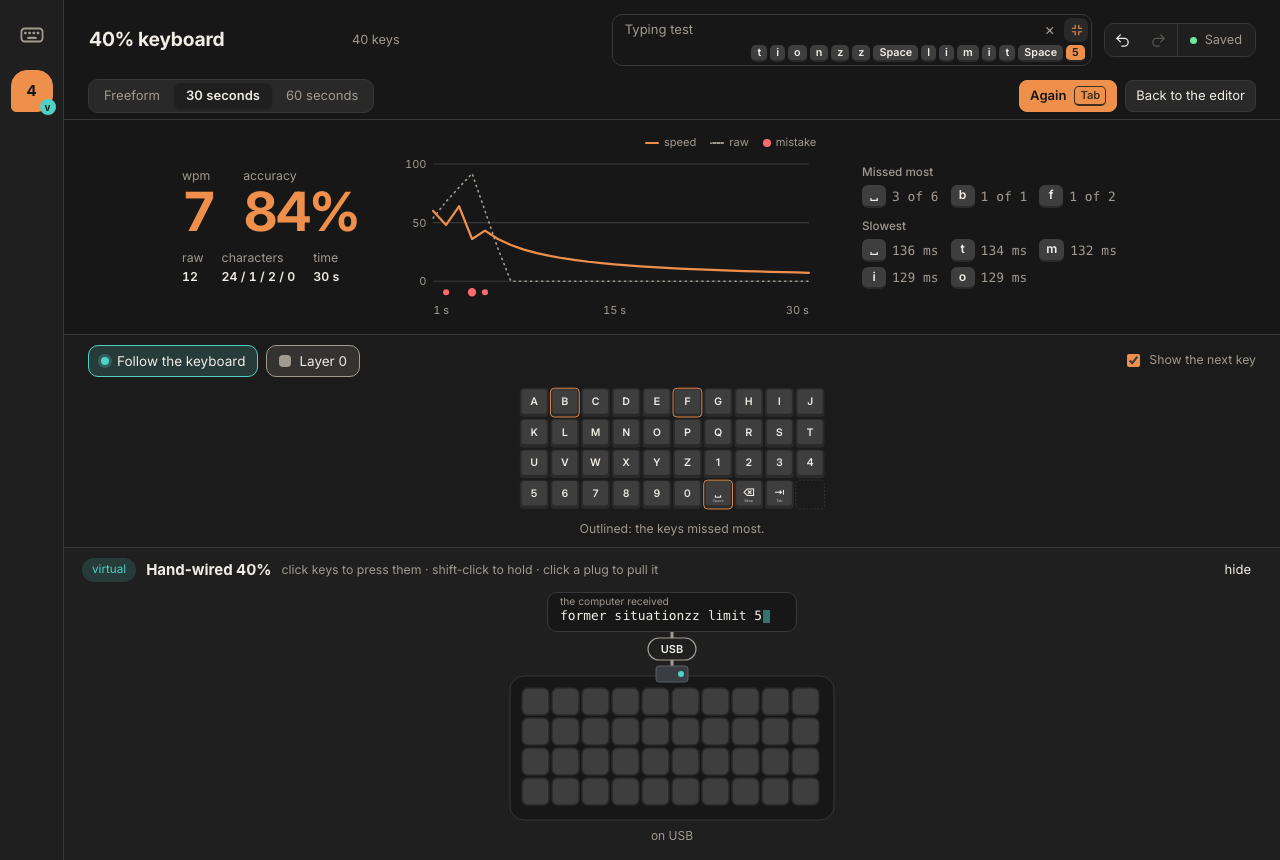 40% keyboard
40 keys
Typing test
t i o n z z Space l i m i t Space 5
Saved
4
v
Freeform 30 seconds 60 seconds
Again Tab
Back to the editor
speed raw mistake
wpm accuracy
7 84%
raw characters time
12 24 / 1 / 2 / 0 30 s
100
50
0
1 s 15 s 30 s
Missed most
3 of 6 b 1 of 1 f 1 of 2
Slowest
136 ms t 134 ms m 132 ms
i 129 ms o 129 ms
Follow the keyboard Layer 0
Show the next key
A B C D E F G H I J
K L M N O P Q R S T
U V W X Y Z 1 2 3 4
5 6 7 8 9 0 Space Bksp Tab
Outlined: the keys missed most.
virtual Hand-wired 40% click keys to press them · shift-click to hold · click a plug to pull it
hide
the computer received
former situationzz limit 5
USB
on USB